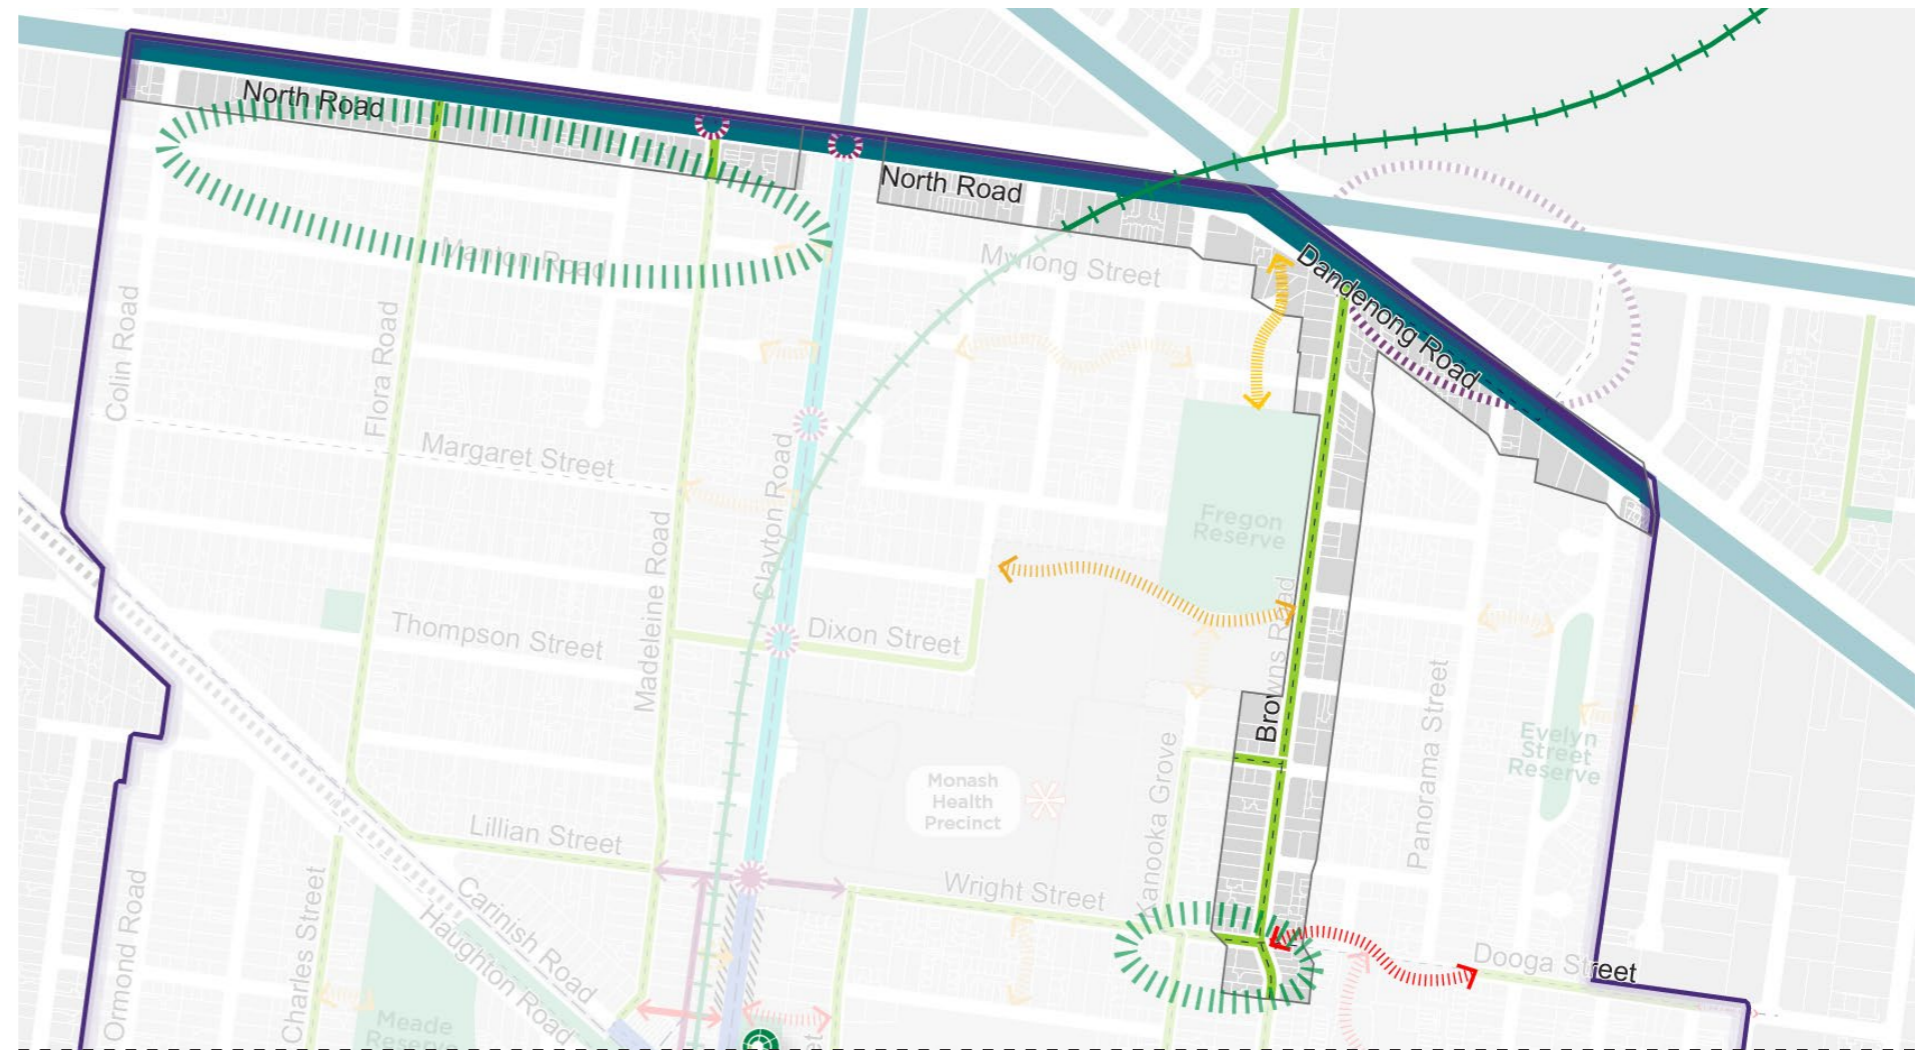 North Road
North Road
Mynong Street
Dandenong Road
Manton Road
Colin Road
Flora Road
Margaret Street
Clayton Road
Madeleine Road
Fregon
Reserve
Thompson Street
Dixon Street
Browns Road
Panorama Street
Evelyn
Street
Reserve
Monash
Health
Precinct
Kanooka Grove
Lillian Street
Wright Street
Carinish Road
Haughton Road
Charles Street
Ormond Road
Dooga Street
Meade
Reserve